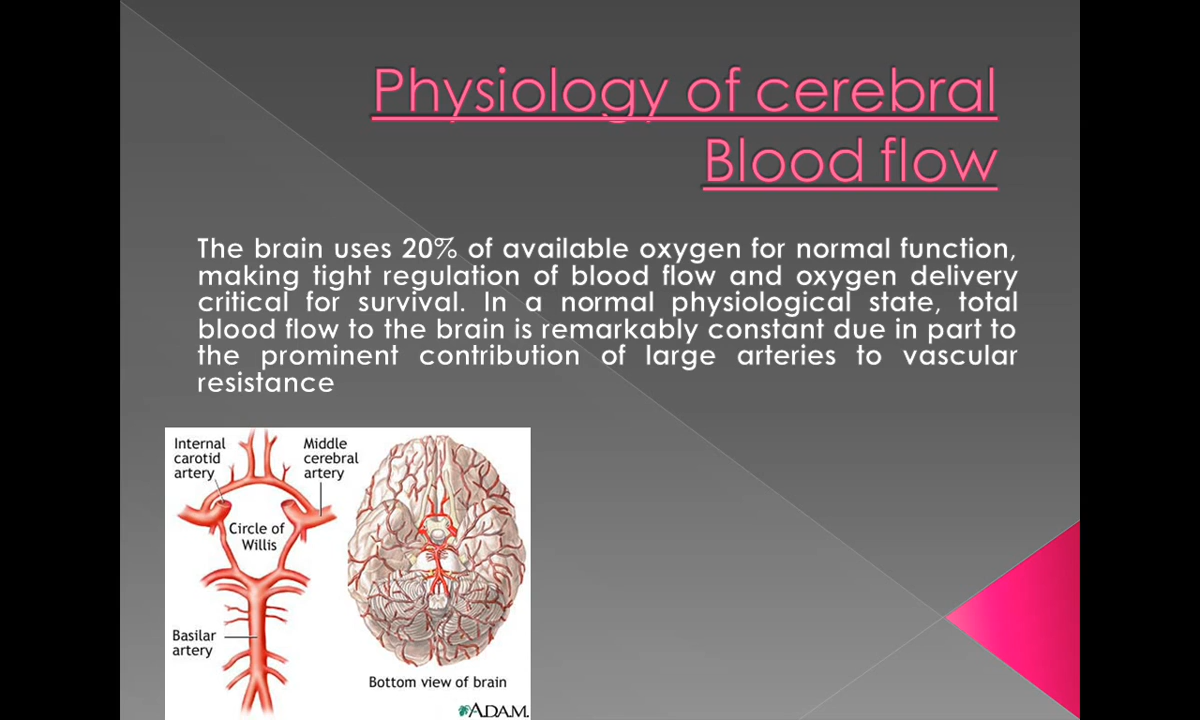 Physiology of cerebral
Blood flow
The brain uses 20% of available oxygen for normal function,
making tight regulation of blood flow and oxygen delivery
critical for survival. In a normal physiological state, total
blood flow to the brain is remarkably constant due in part to
the prominent contribution of large arteries to vascular
resistance
Internal
carotid
artery
Middle
cerebral
artery
Circle of
Willis
Basilar
artery
Bottom view of brain
ADAM.